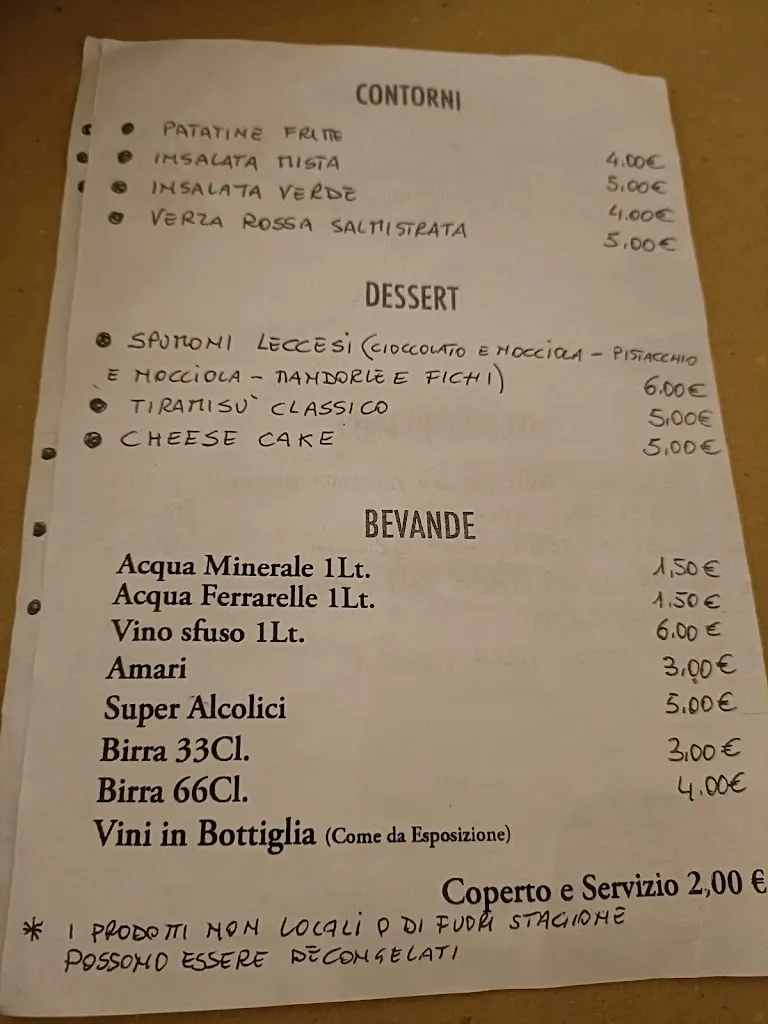 CONTORNI
• PATATINE FRITTE 4.00€
• INSALATA MISTA 5,00€
• INSALATA VERDE 4.00€
• VERZA ROSSA SALMISTRATA 5,00€
DESSERT
• SPUMONI LECCESI (CIOCCOLATO E NOCCIOLA - PISTACCHIO
E NOCCIOLA - MANDORLE E FICHI) 6.00€
• TIRAMISU' CLASSICO 5,00€
• CHEESE CAKE 5,00€
BEVANDE
Acqua Minerale 1Lt. 1,50€
Acqua Ferrarelle 1Lt. 1.50€
Vino sfuso 1Lt. 6.00€
Amari 3,00€
Super Alcolici 5.00€
Birra 33Cl. 3,00€
Birra 66Cl. 4.00€
Vini in Bottiglia (Come da Esposizione)
Coperto e Servizio 2,00 €
* I PRODOTTI NON LOCALI O DI FUORI STAGIONE
POSSONO ESSERE DECONGELATI